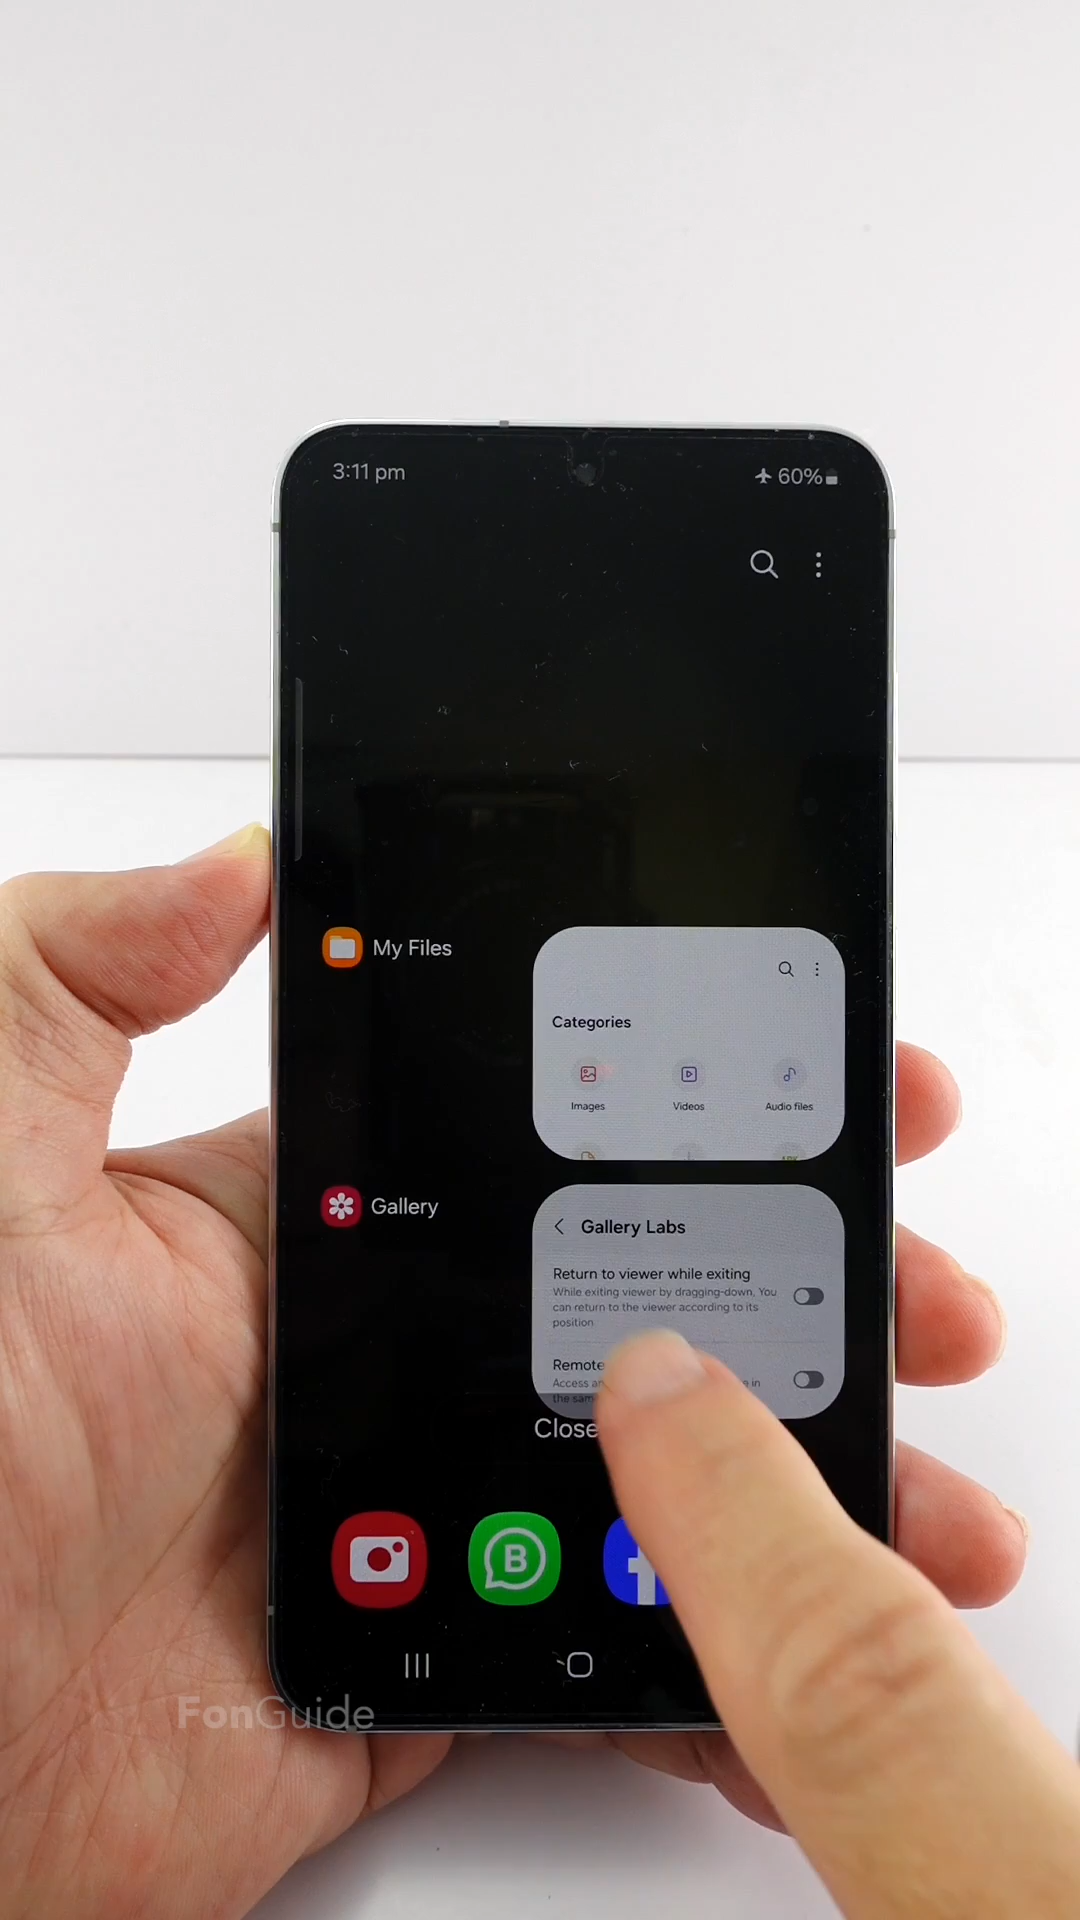 3:11 pm
60%
My Files
Categories
Images
Videos
Audio files
APK
Gallery
Gallery Labs
Return to viewer while exiting
While exiting viewer by dragging-down, You
can return to the viewer according to its
position
Remote
Access an
e in
the sam
Close
B
f
FonGuide